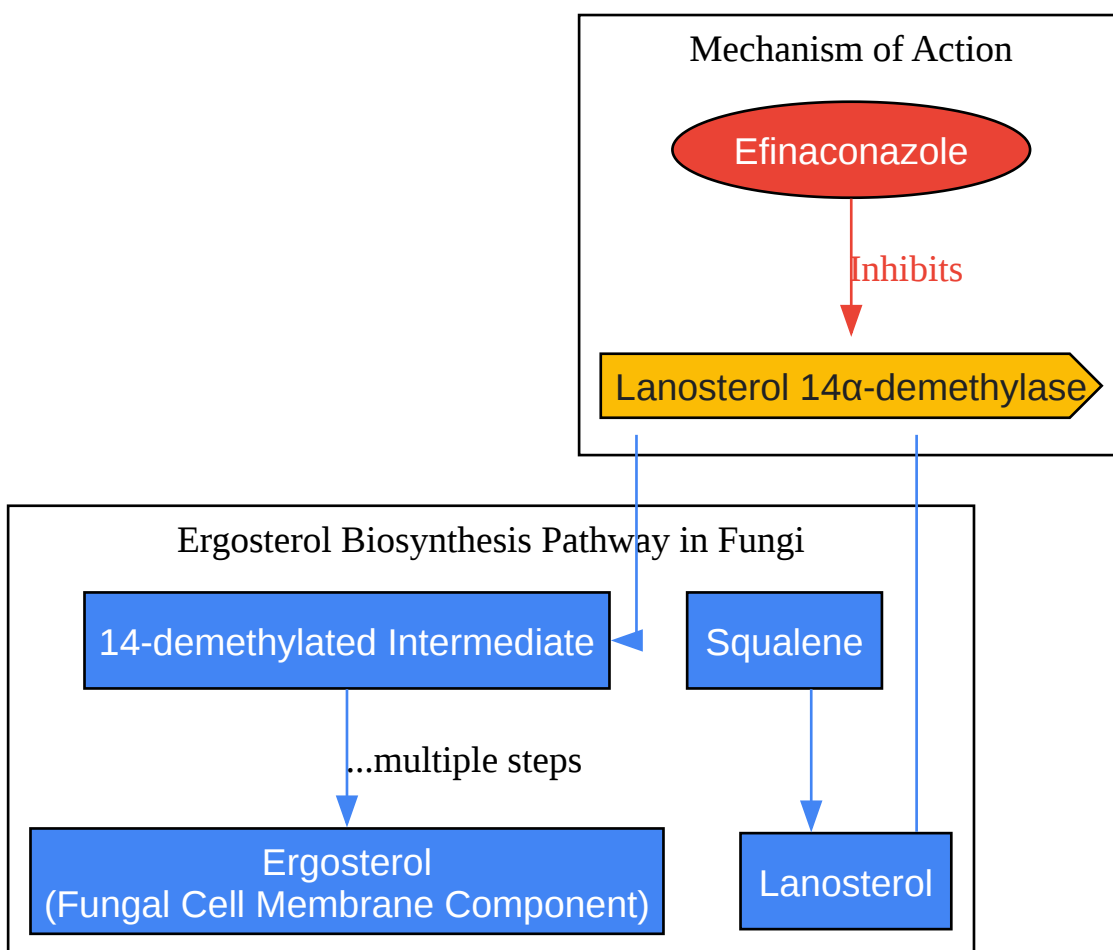 Mechanism of Action
Efinaconazole
Inhibits
Lanosterol 14α-demethylase
Ergosterol Biosynthesis Pathway in Fungi
14-demethylated Intermediate
Squalene
...multiple steps
Ergosterol
(Fungal Cell Membrane Component)
Lanosterol